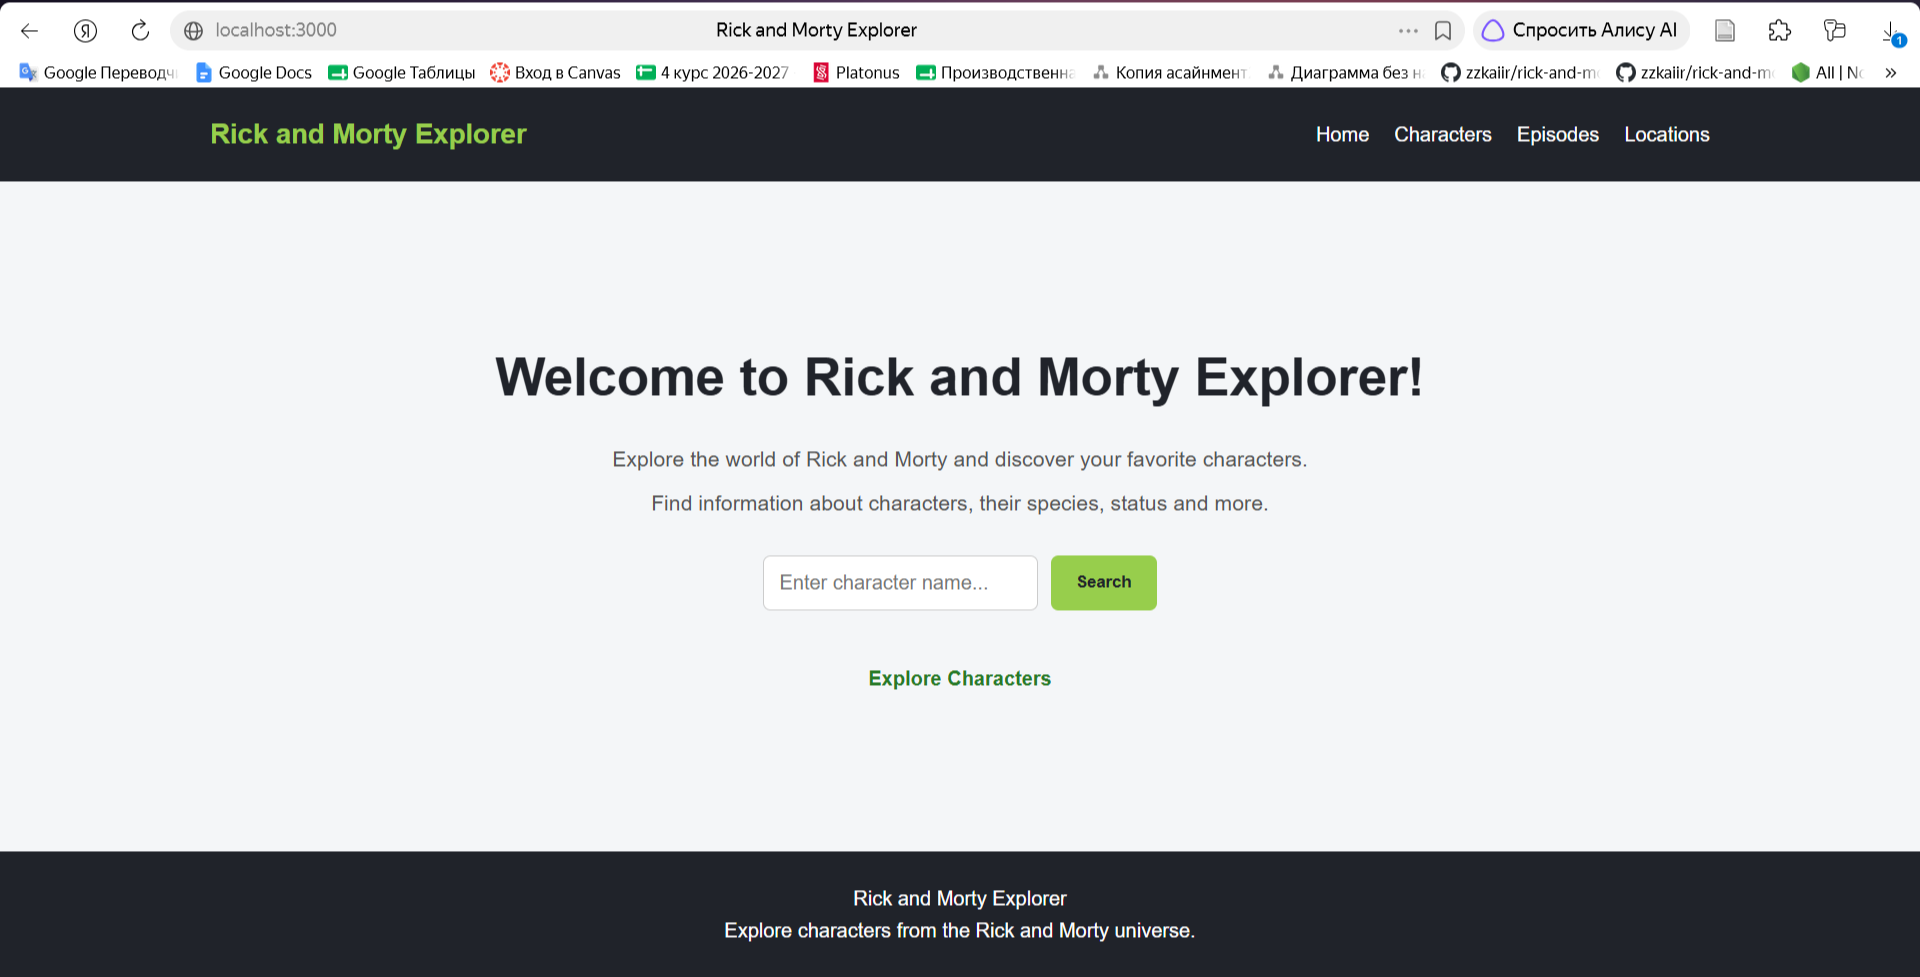 localhost:3000
Rick and Morty Explorer
Спросить Алису AI
1
Google Переводч
Google Docs
Google Таблицы
Вход в Canvas
4 курс 2026-2027
Platonus
Производственна
Копия асайнмент
Диаграмма без н
zzkaiir/rick-and-m
zzkaiir/rick-and-m
All | No
»
Rick and Morty Explorer
Home Characters Episodes Locations
Welcome to Rick and Morty Explorer!
Explore the world of Rick and Morty and discover your favorite characters.
Find information about characters, their species, status and more.
Enter character name...
Search
Explore Characters
Rick and Morty Explorer
Explore characters from the Rick and Morty universe.